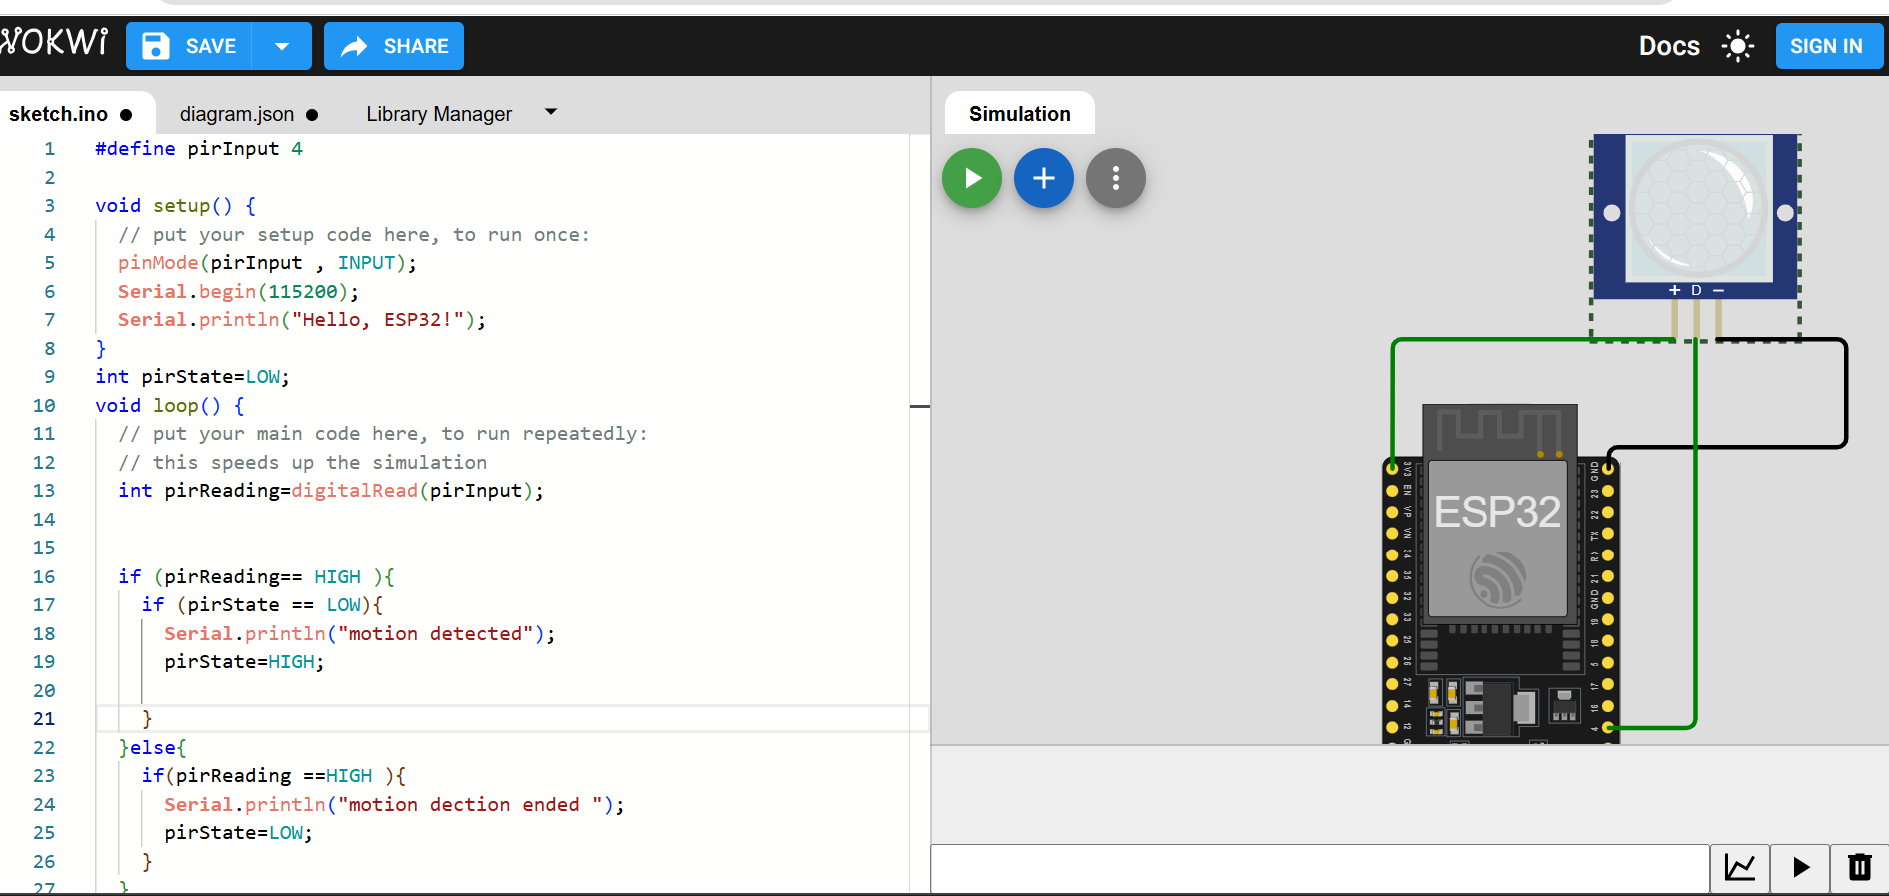 WOKWi SAVE SHARE Docs SIGN IN
sketch.ino diagram.json Library Manager Simulation
1 #define pirInput 4
2
3 void setup() {
4 // put your setup code here, to run once:
5 pinMode(pirInput , INPUT);
6 Serial.begin(115200);
7 Serial.println("Hello, ESP32!");
8 }
9 int pirState=LOW;
10 void loop() {
11 // put your main code here, to run repeatedly:
12 // this speeds up the simulation
13 int pirReading=digitalRead(pirInput);
14
15
16 if (pirReading== HIGH ){
17 if (pirState == LOW){
18 Serial.println("motion detected");
19 pirState=HIGH;
20
21 }
22 }else{
23 if(pirReading ==HIGH ){
24 Serial.println("motion dection ended ");
25 pirState=LOW;
26 }
27 }
+ D −
ESP32
3V3
EN
VP
VN
34
35
32
33
25
26
27
14
12
GND
23
22
TX
RX
21
GND
19
18
5
17
16
4